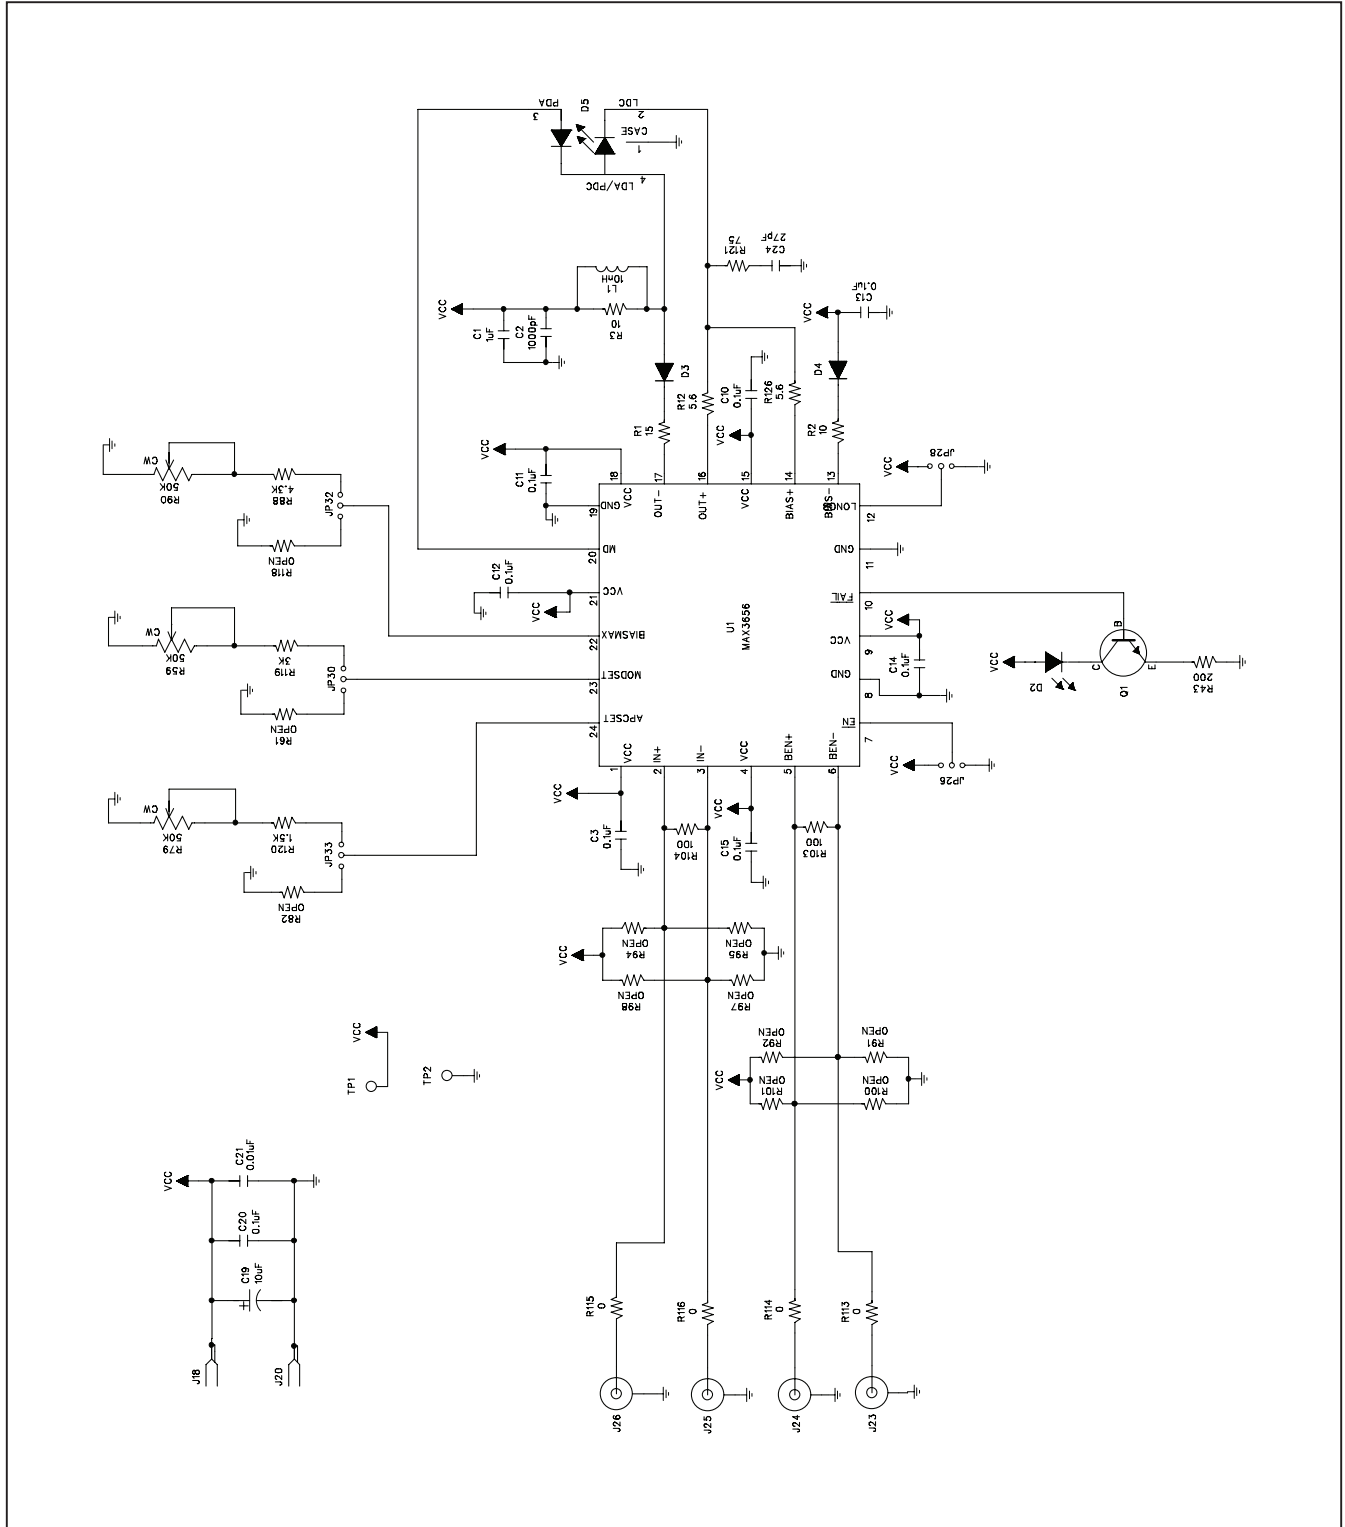 PDA
3
D5
LDC
2
CASE
1
4
LDA/PDC
R121
75
C24
27pF
L1
10nH
R3
10
VCC
C1
1uF
C2
1000pF
VCC
C13
0.1uF
D3
D4
R12
5.6
C10
0.1uF
R126
5.6
R1
15
VCC
R2
10
VCC
C11
0.1uF
CW
R90
50K
R88
4.3K
JP32
R118
OPEN
VCC
JP28
18
VCC
17
OUT-
16
OUT+
15
VCC
14
BIAS+
13
BIAS-
19
GND
20
MD
21
VCC
22
BIASMAX
23
MODSET
24
APCSET
LONGB
12
GND
11
FAIL
10
VCC
9
GND
8
EN
7
U1
MAX3656
C12
0.1uF
VCC
CW
R59
50K
R119
3K
JP30
R61
OPEN
VCC
C14
0.1uF
VCC
D2
B
C
E
Q1
R43
200
VCC
JP26
1
VCC
2
IN+
3
IN-
4
VCC
5
BEN+
6
BEN-
CW
R79
50K
R120
1.5K
JP33
R82
OPEN
VCC
C3
0.1uF
R104
100
VCC
C15
0.1uF
R103
100
VCC
R94
OPEN
R95
OPEN
R98
OPEN
R97
OPEN
VCC
TP1
TP2
VCC
R92
OPEN
R91
OPEN
R101
OPEN
R100
OPEN
VCC
C21
0.01uF
C20
0.1uF
C19
10uF
J18
J20
R115
0
R116
0
R114
0
R113
0
J26
J25
J24
J23